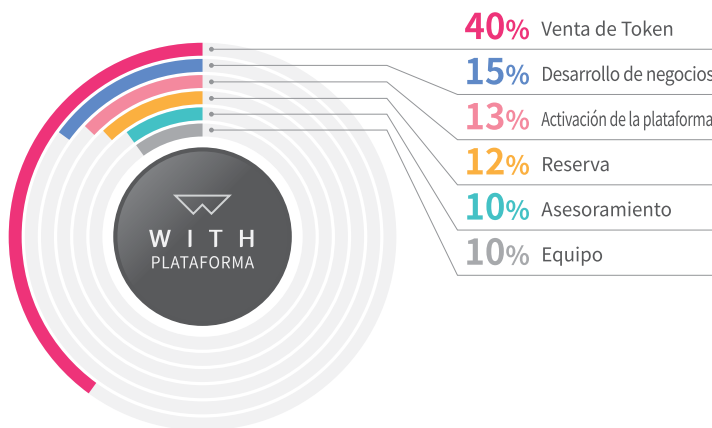 40% Venta de Token
15% Desarrollo de negocios
13% Activación de la plataforma
12% Reserva
10% Asesoramiento
10% Equipo
WITH
PLATAFORMA